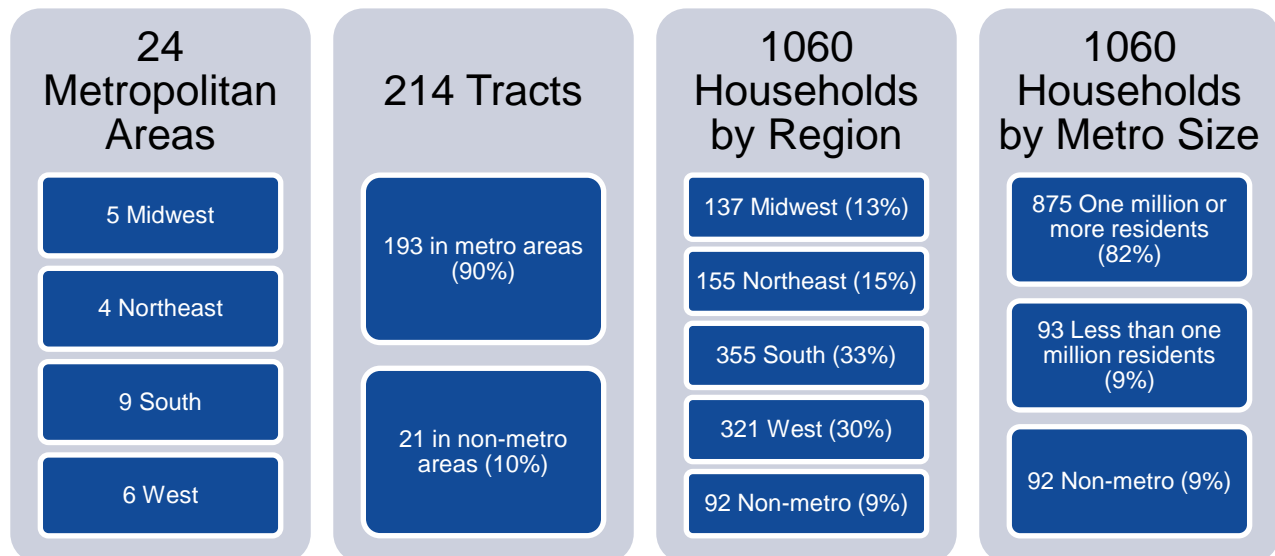 24
Metropolitan
Areas
5 Midwest
4 Northeast
9 South
6 West
214 Tracts
193 in metro areas
(90%)
21 in non-metro
areas (10%)
1060
Households
by Region
137 Midwest (13%)
155 Northeast (15%)
355 South (33%)
321 West (30%)
92 Non-metro (9%)
1060
Households
by Metro Size
875 One million or
more residents
(82%)
93 Less than one
million residents
(9%)
92 Non-metro (9%)